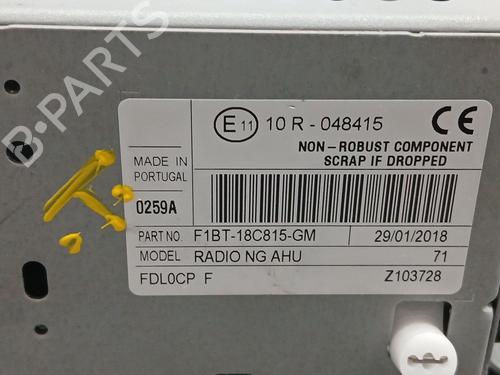 B-PARTS
E11 10 R - 048415 CE
NON - ROBUST COMPONENT
SCRAP IF DROPPED
MADE IN
PORTUGAL
0259A
PART NO. F1BT-18C815-GM 29/01/2018
MODEL RADIO NG AHU 71
FDL0CP F Z103728